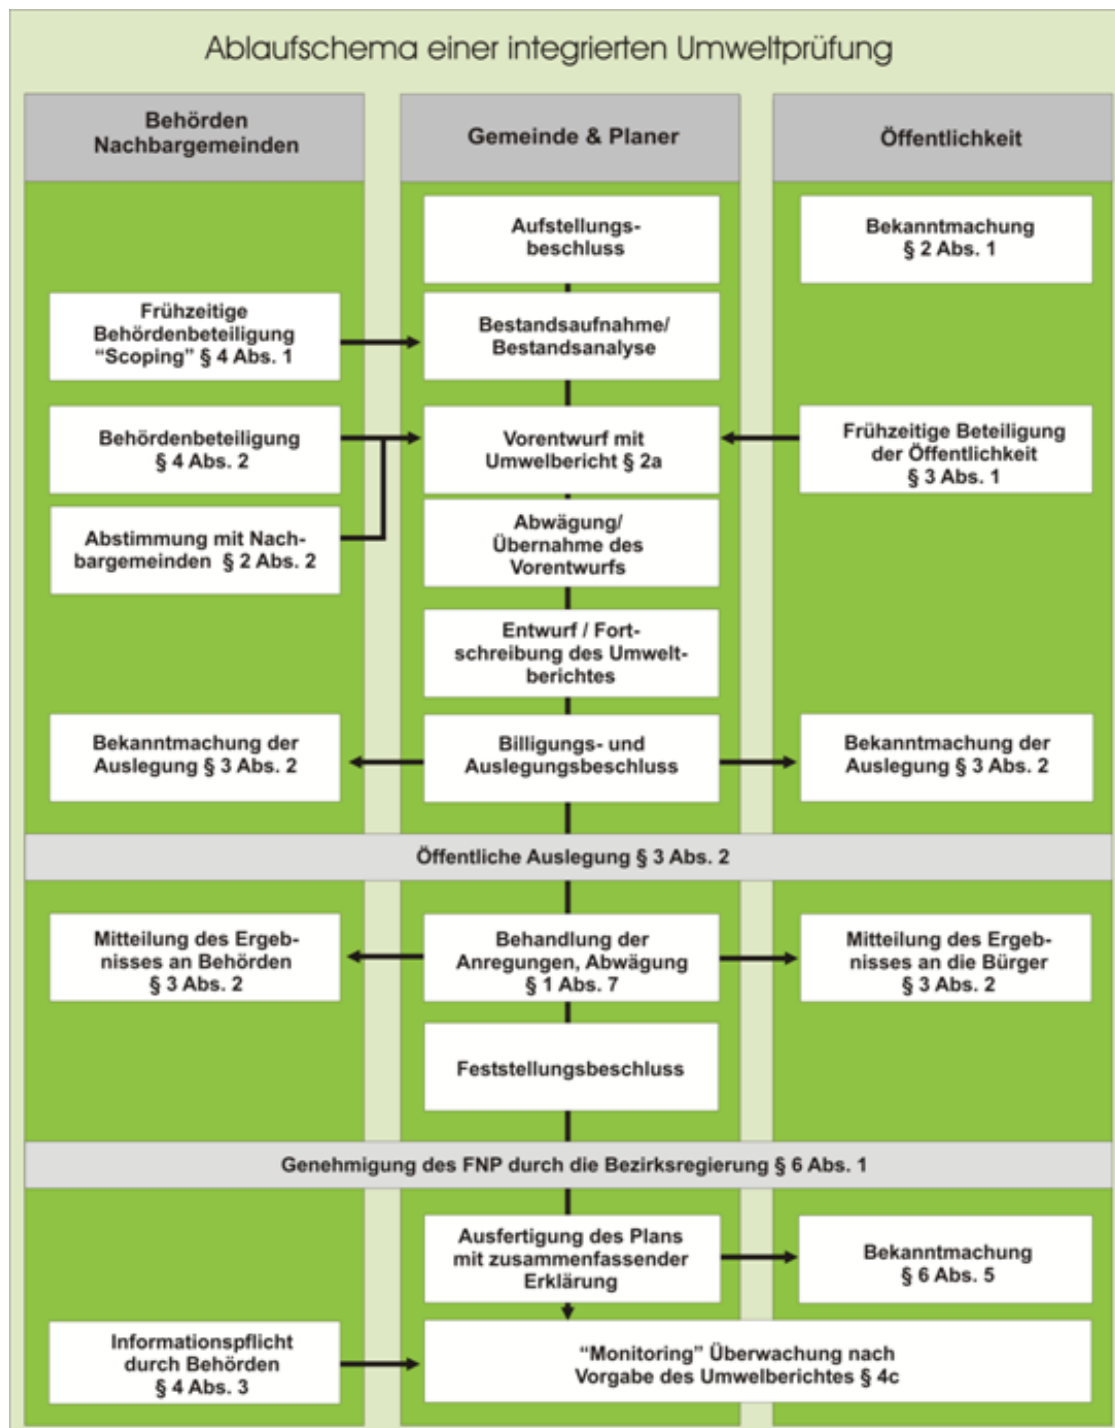 Ablaufschema einer integrierten Umweltprüfung
Behörden
Nachbargemeinden
Gemeinde & Planer
Öffentlichkeit
Aufstellungs-
beschluss
Bekanntmachung
§ 2 Abs. 1
Frühzeitige
Behördenbeteiligung
“Scoping” § 4 Abs. 1
Bestandsaufnahme/
Bestandsanalyse
Behördenbeteiligung
§ 4 Abs. 2
Vorentwurf mit
Umwelbericht § 2a
Frühzeitige Beteiligung
der Öffentlichkeit
§ 3 Abs. 1
Abstimmung mit Nach-
bargemeinden § 2 Abs. 2
Abwägung/
Übernahme des
Vorentwurfs
Entwurf / Fort-
schreibung des Umwelt-
berichtes
Bekanntmachung der
Auslegung § 3 Abs. 2
Billigungs- und
Auslegungsbeschluss
Bekanntmachung der
Auslegung § 3 Abs. 2
Öffentliche Auslegung § 3 Abs. 2
Mitteilung des Ergeb-
nisses an Behörden
§ 3 Abs. 2
Behandlung der
Anregungen, Abwägung
§ 1 Abs. 7
Mitteilung des Ergeb-
nisses an die Bürger
§ 3 Abs. 2
Feststellungsbeschluss
Genehmigung des FNP durch die Bezirksregierung § 6 Abs. 1
Ausfertigung des Plans
mit zusammenfassender
Erklärung
Bekanntmachung
§ 6 Abs. 5
Informationspflicht
durch Behörden
§ 4 Abs. 3
“Monitoring” Überwachung nach
Vorgabe des Umwelberichtes § 4c